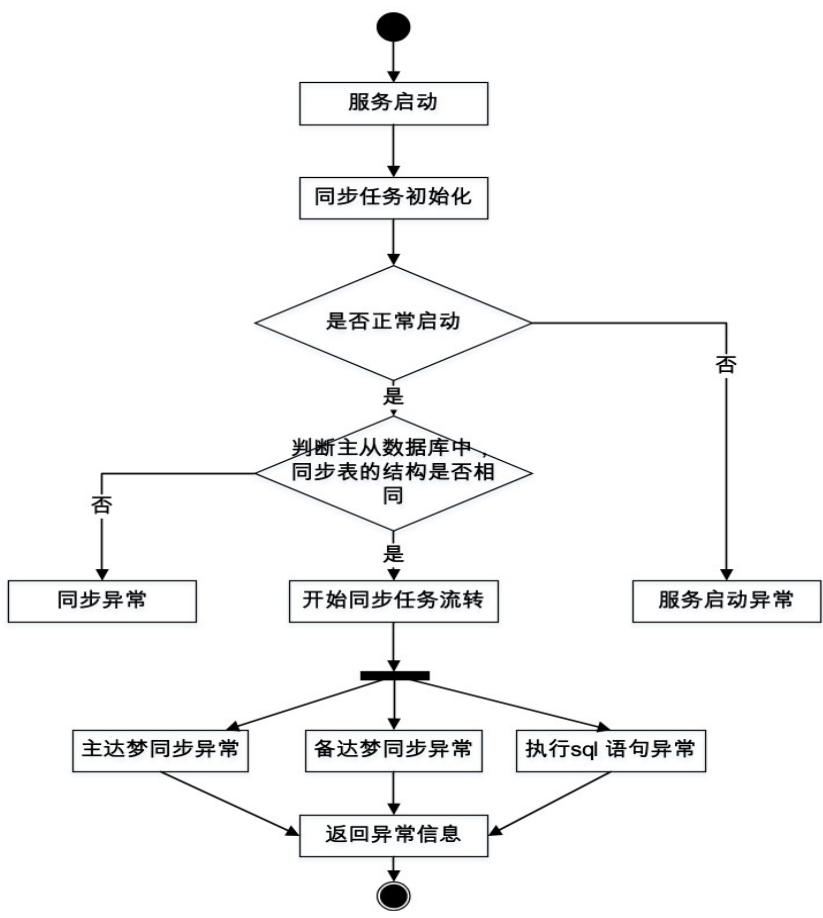 服务启动
同步任务初始化
是否正常启动
否
是
判断主从数据库中，
同步表的结构是否相
同
否
是
同步异常
开始同步任务流转
服务启动异常
主达梦同步异常
备达梦同步异常
执行sql 语句异常
返回异常信息